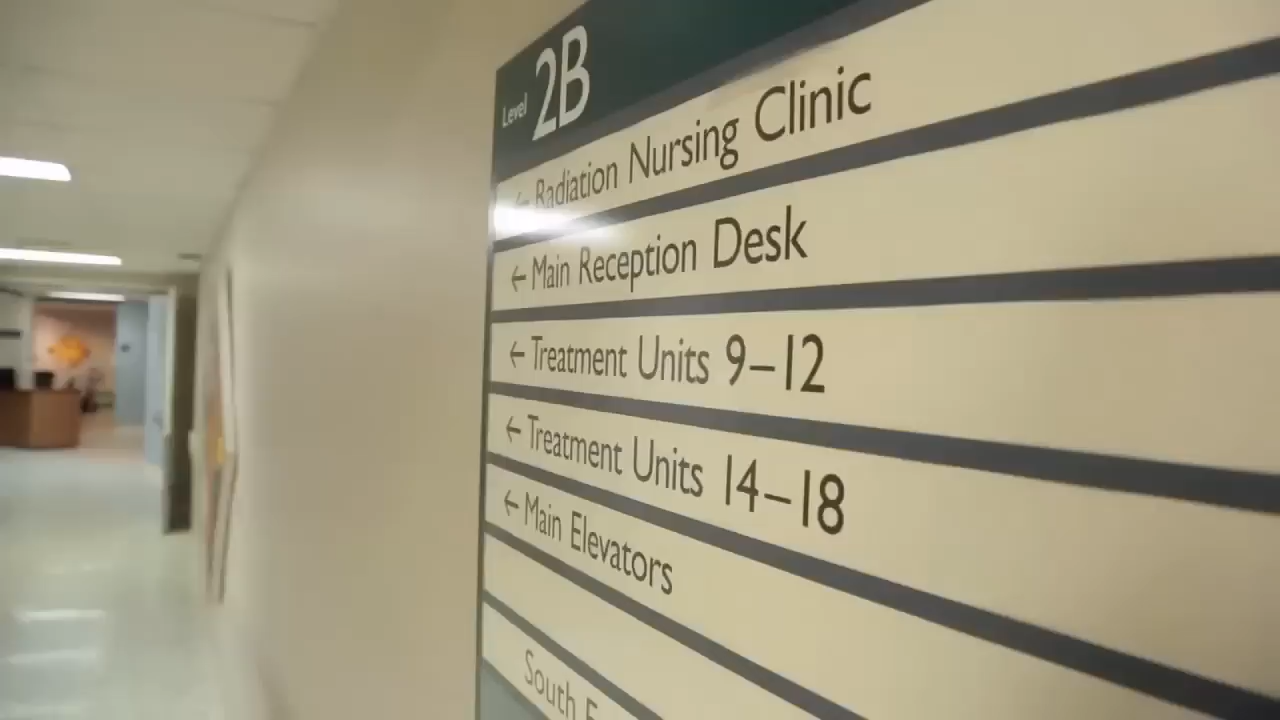 Level 2B
← Radiation Nursing Clinic
← Main Reception Desk
← Treatment Units 9–12
← Treatment Units 14–18
← Main Elevators
South